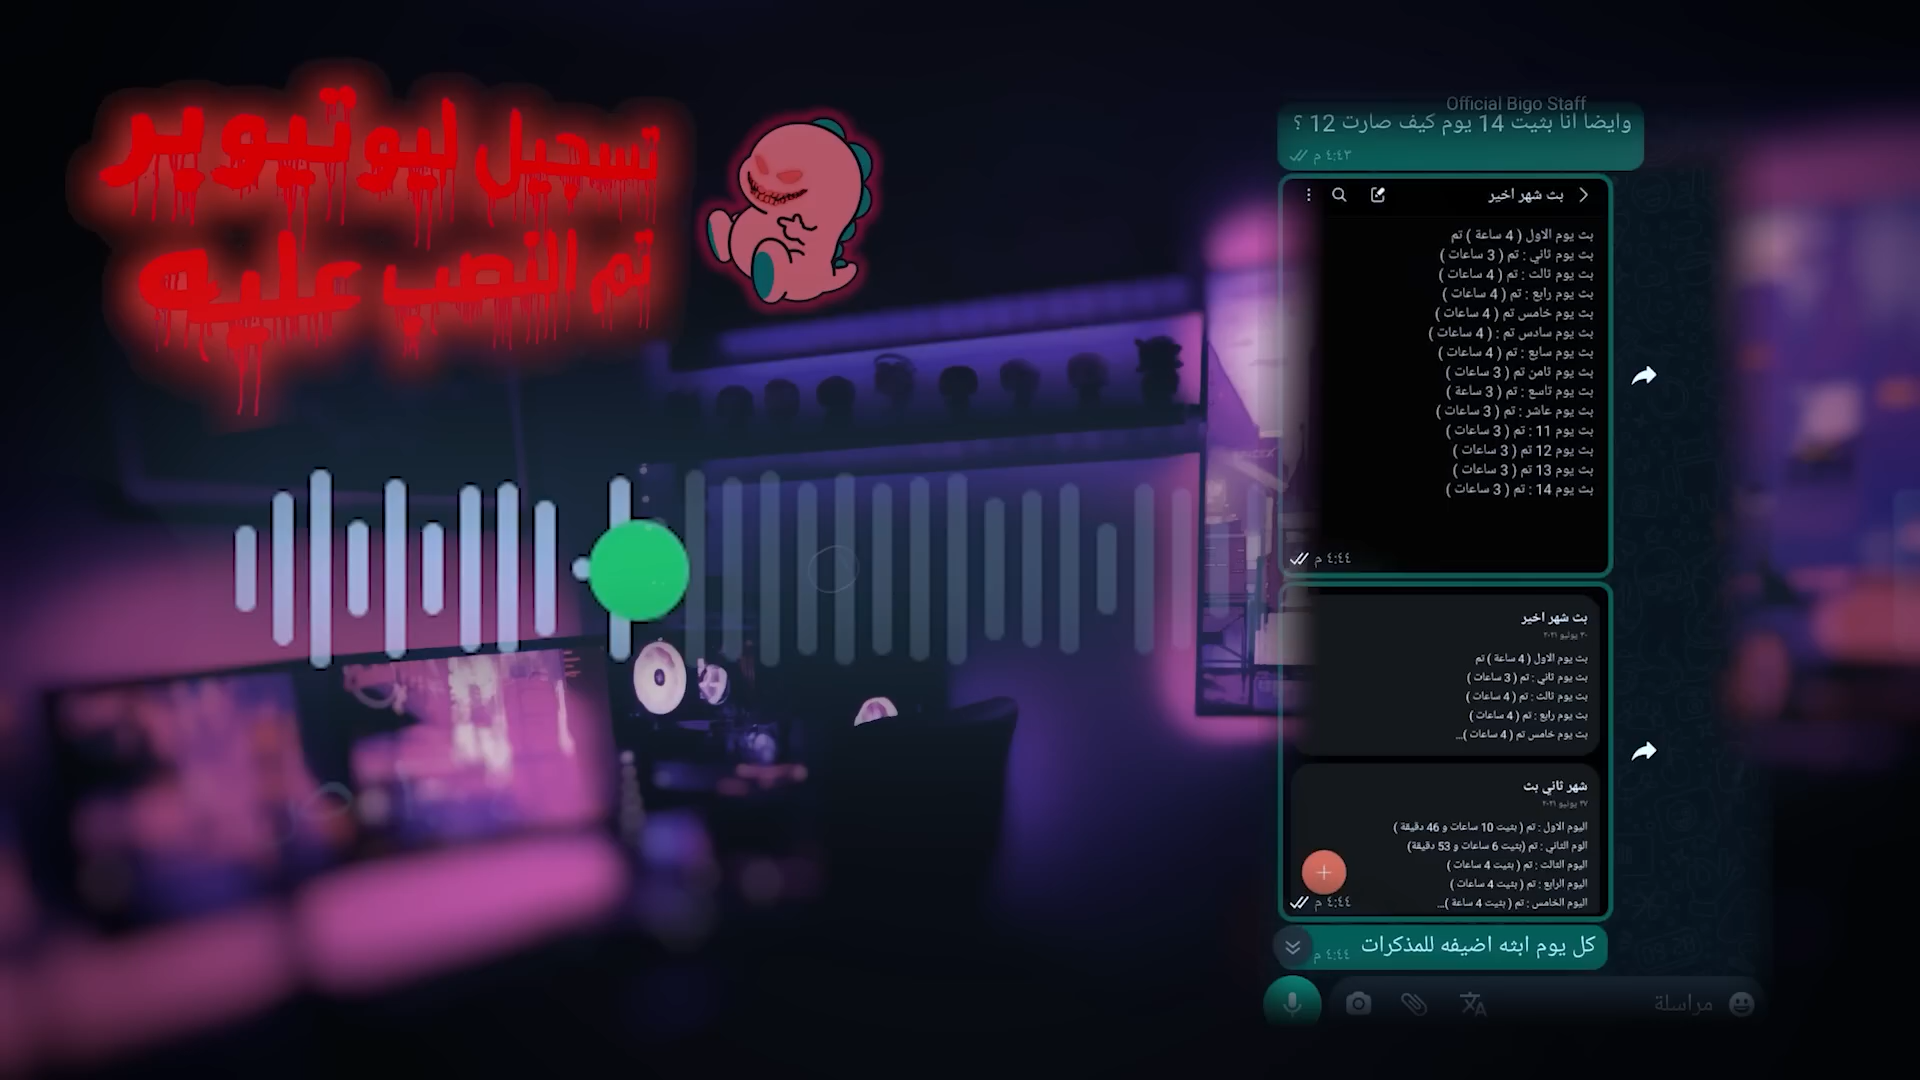 تسجيل ليوتيوبر
تم النصب عليه
Official Bigo Staff
وايضا انا بثيت 14 يوم كيف صارت 12 ؟
٤:٤٣ م
بث شهر اخير
بث يوم الاول ( 4 ساعة ) تم
بث يوم ثاني : تم ( 3 ساعات )
بث يوم ثالث : تم ( 4 ساعات )
بث يوم رابع : تم ( 4 ساعات )
بث يوم خامس تم ( 4 ساعات )
بث يوم سادس تم : ( 4 ساعات )
بث يوم سابع : تم ( 4 ساعات )
بث يوم ثامن تم ( 3 ساعات )
بث يوم تاسع : تم ( 3 ساعة )
بث يوم عاشر : تم ( 3 ساعات )
بث يوم 11 : تم ( 3 ساعات )
بث يوم 12 تم ( 3 ساعات )
بث يوم 13 تم ( 3 ساعات )
بث يوم 14 : تم ( 3 ساعات )
٤:٤٤ م
بث شهر اخير
٣٠ يوليو ٢٠٢١
بث يوم الاول ( 4 ساعة ) تم
بث يوم ثاني : تم ( 3 ساعات )
بث يوم ثالث : تم ( 4 ساعات )
بث يوم رابع : تم ( 4 ساعات )
بث يوم خامس تم ( 4 ساعات )...
شهر ثاني بث
٢٧ يونيو ٢٠٢١
اليوم الاول : تم ( بثيت 10 ساعات و 46 دقيقة )
الوم الثاني : تم (بثيت 6 ساعات و 53 دقيقة)
اليوم الثالث : تم ( بثيت 4 ساعات )
اليوم الرابع : تم ( بثيت 4 ساعات )
اليوم الخامس : تم ( بثيت 4 ساعة )...
٤:٤٤ م
كل يوم ابثه اضيفه للمذكرات
٤:٤٤ م
مراسلة